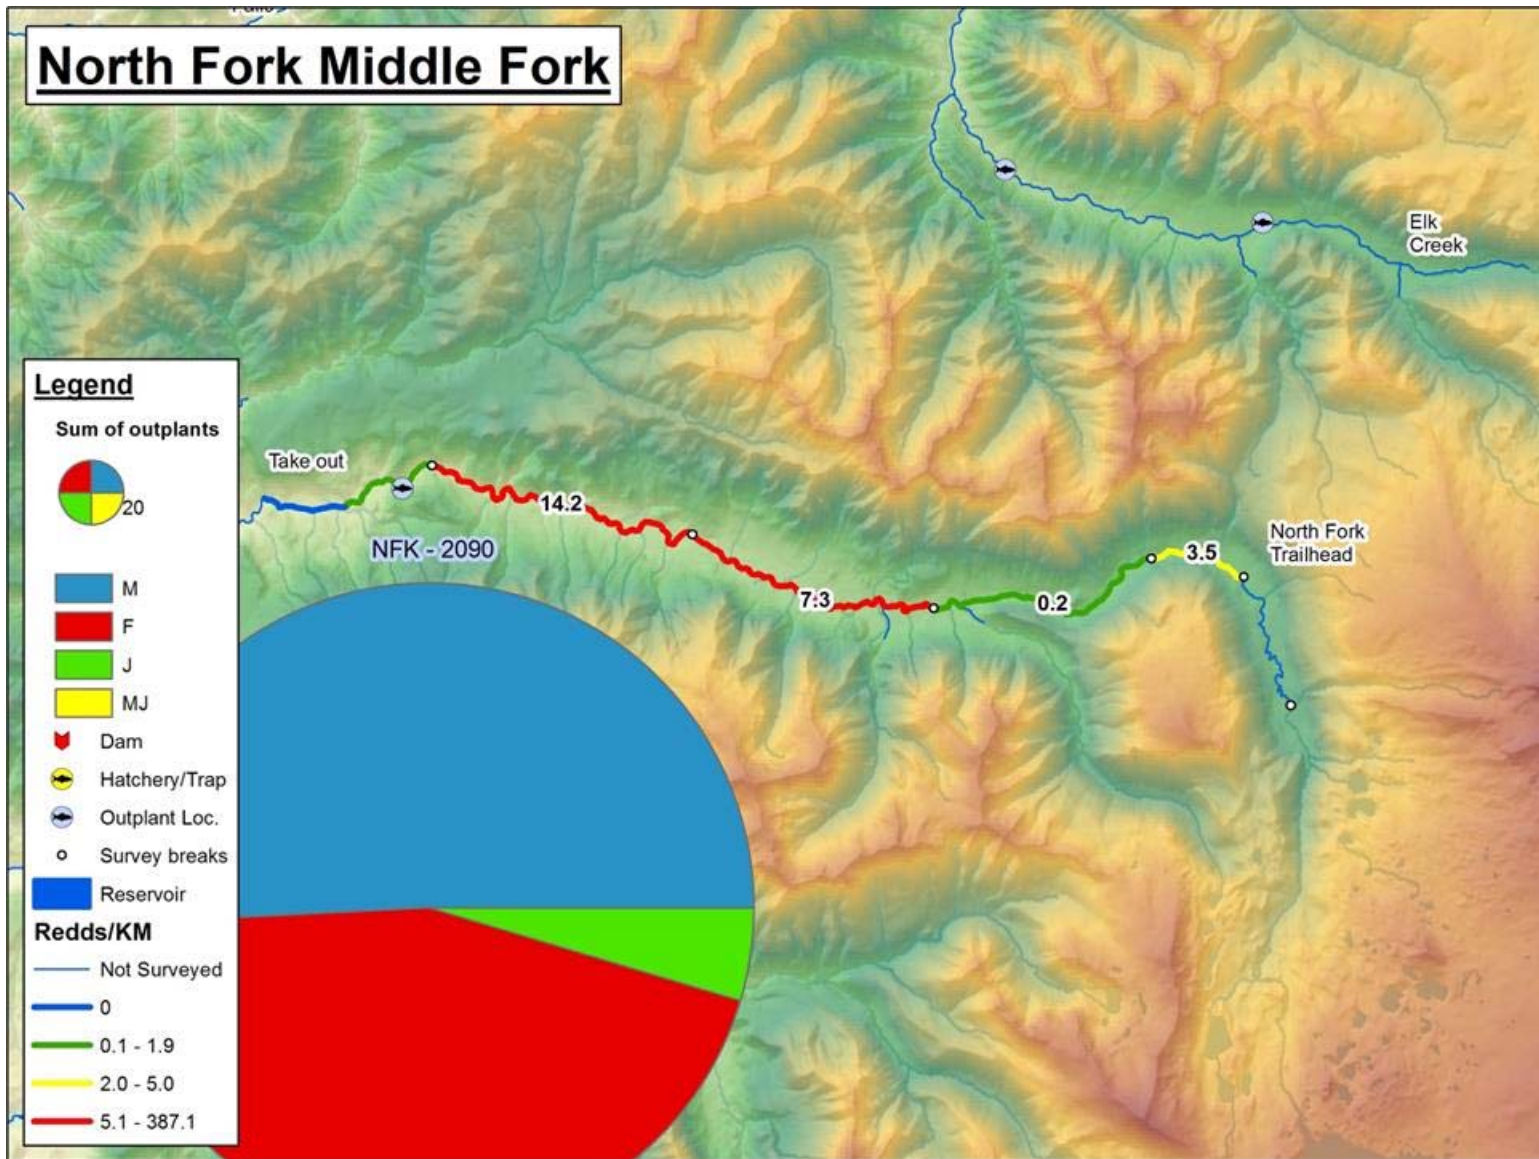 North Fork Middle Fork
Elk
Creek
Legend
Sum of outplants
20
M
F
J
MJ
Dam
Hatchery/Trap
Outplant Loc.
Survey breaks
Reservoir
Redds/KM
Not Surveyed
0
0.1 - 1.9
2.0 - 5.0
5.1 - 387.1
Take out
14.2
NFK - 2090
7.3
0.2
3.5
North Fork
Trailhead